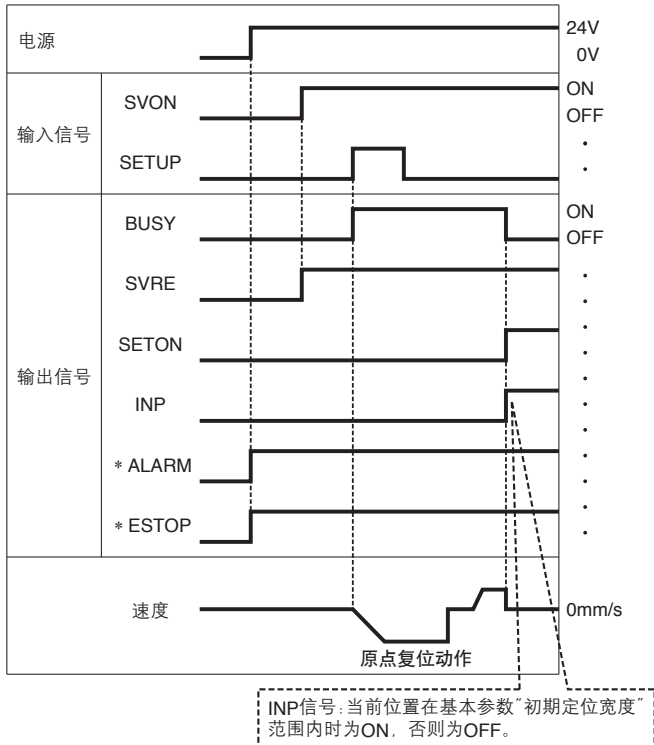 电源
24V
0V
输入信号
SVON
ON
OFF
SETUP
输出信号
BUSY
ON
OFF
SVRE
SETON
INP
* ALARM
* ESTOP
速度
0mm/s
原点复位动作
INP信号:当前位置在基本参数"初期定位宽度"
范围内时为ON，否则为OFF。